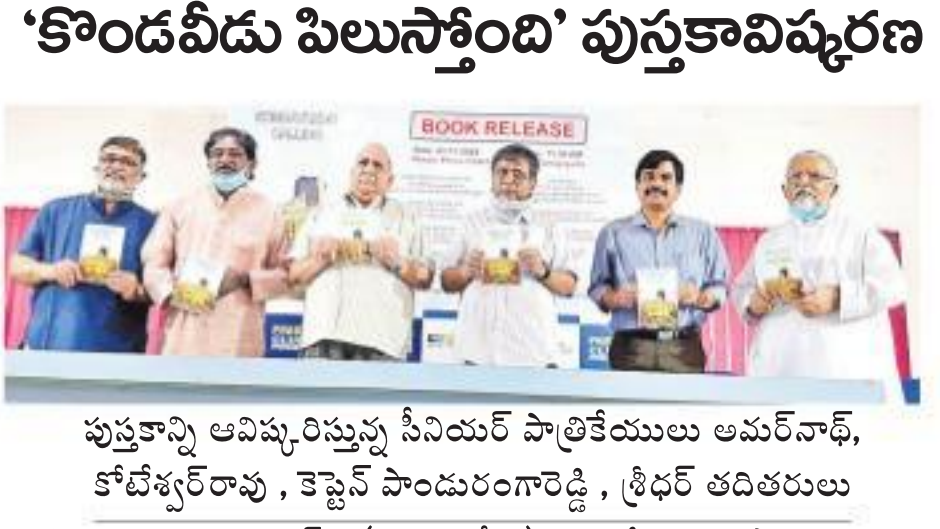 ‘కొండవీడు పిలుస్తోంది’ పుస్తకావిష్కరణ
BOOK RELEASE
పుస్తకాన్ని ఆవిష్కరిస్తున్న సీనియర్ పాత్రికేయులు అమర్‌నాథ్,
కోటేశ్వర్‌రావు , కెప్టెన్ పాండురంగారెడ్డి , శ్రీధర్ తదితరులు